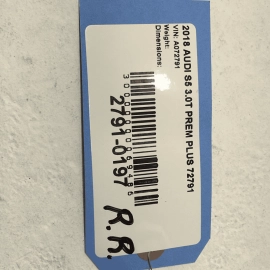 2018 AUDI S5 3.0T PREM PLUS 72791
VIN: A072791
Weight:
Dimensions:
2791-0197
R.R.